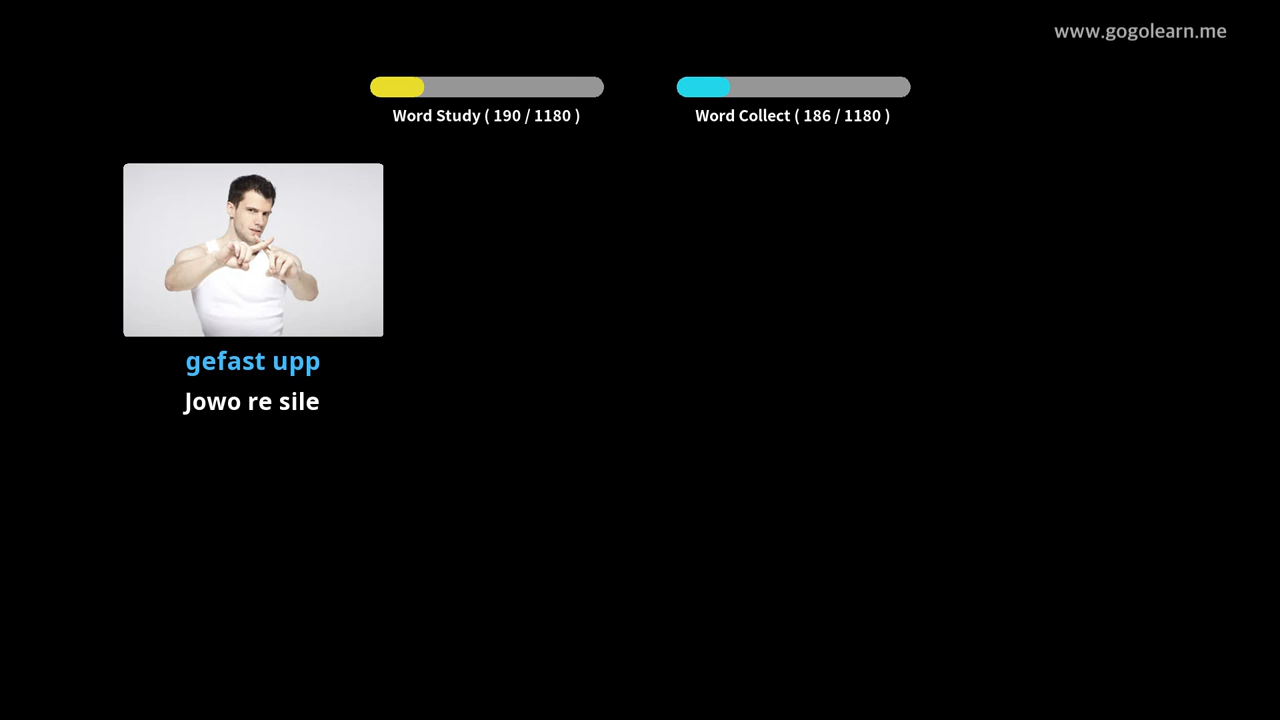 www.gogolearn.me
Word Study ( 190 / 1180 )
Word Collect ( 186 / 1180 )
gefast upp
Jowo re sile